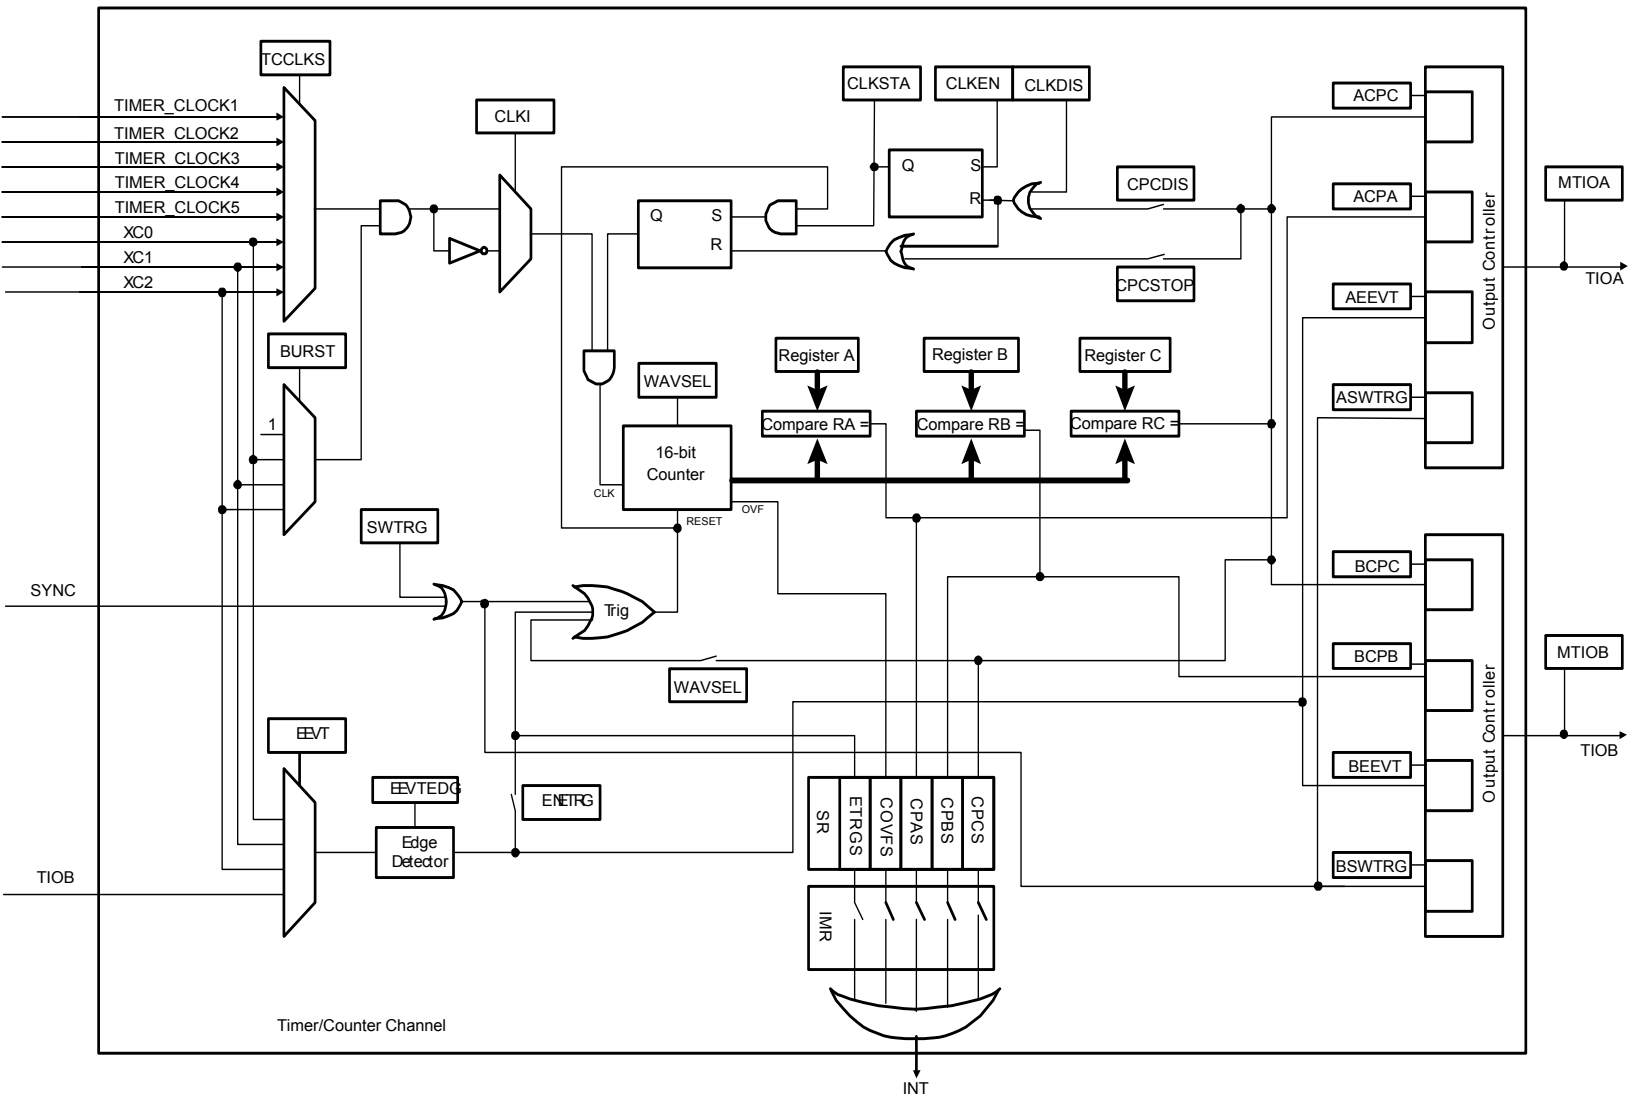 TCCLKS
TIMER_CLOCK1
TIMER_CLOCK2
TIMER_CLOCK3
TIMER_CLOCK4
TIMER_CLOCK5
XC0
XC1
XC2
CLKI
CLKSTA
CLKEN
CLKDIS
Q
S
R
Q
S
R
CPCDIS
CPCSTOP
ACPC
ACPA
AEEVT
ASWTRG
Output Controller
MTIOA
TIOA
BURST
1
Register A
Register B
Register C
WAVSEL
Compare RA =
Compare RB =
Compare RC =
16-bit
Counter
CLK
RESET
OVF
SWTRG
SYNC
Trig
WAVSEL
BCPC
BCPB
BEEVT
BSWTRG
Output Controller
MTIOB
TIOB
EEVT
EEVTEDG
ENETRG
Edge
Detector
TIOB
SR
ETRGS
COVFS
CPAS
CPBS
CPCS
IMR
Timer/Counter Channel
INT